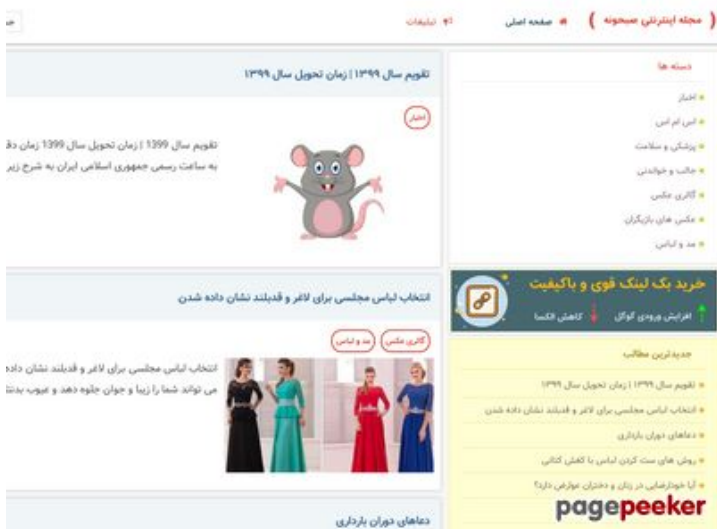 ( مجله اینترنتی صبحونه )
صفحه اصلی
تبلیغات
دسته ها
اخبار
اس ام اس
پزشکی و سلامت
جالب و خواندنی
گالری عکس
عکس های بازیگران
مد و لباس
خرید بک لینک قوی و باکیفیت
افزایش ورودی گوگل
کاهش الکسا
جدیدترین مطالب
تقویم سال ۱۳۹۹ | زمان تحویل سال ۱۳۹۹
انتخاب لباس مجلسی برای لاغر و قدبلند نشان داده شدن
دعاهای دوران بارداری
روش های ست کردن لباس با کفش کتانی
آیا خودارضایی در زنان و دختران عوارض دارد؟
pagepeeker
تقویم سال ۱۳۹۹ | زمان تحویل سال ۱۳۹۹
اخبار
تقویم سال 1399 | زمان تحویل سال 1399 زمان
به ساعت رسمی جمهوری اسلامی ایران به شرح زیر
انتخاب لباس مجلسی برای لاغر و قدبلند نشان داده شدن
گالری عکس
مد و لباس
انتخاب لباس مجلسی برای لاغر و قدبلند نشان
می تواند شما را زیبا و جوان جلوه دهد و عیوب
دعاهای دوران بارداری